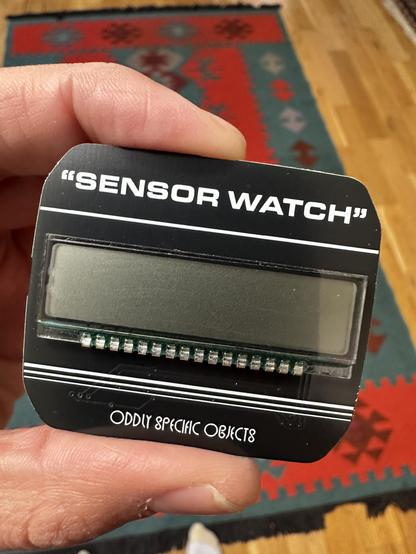 “SENSOR WATCH”
ODDLY SPECIFIC OBJECTS